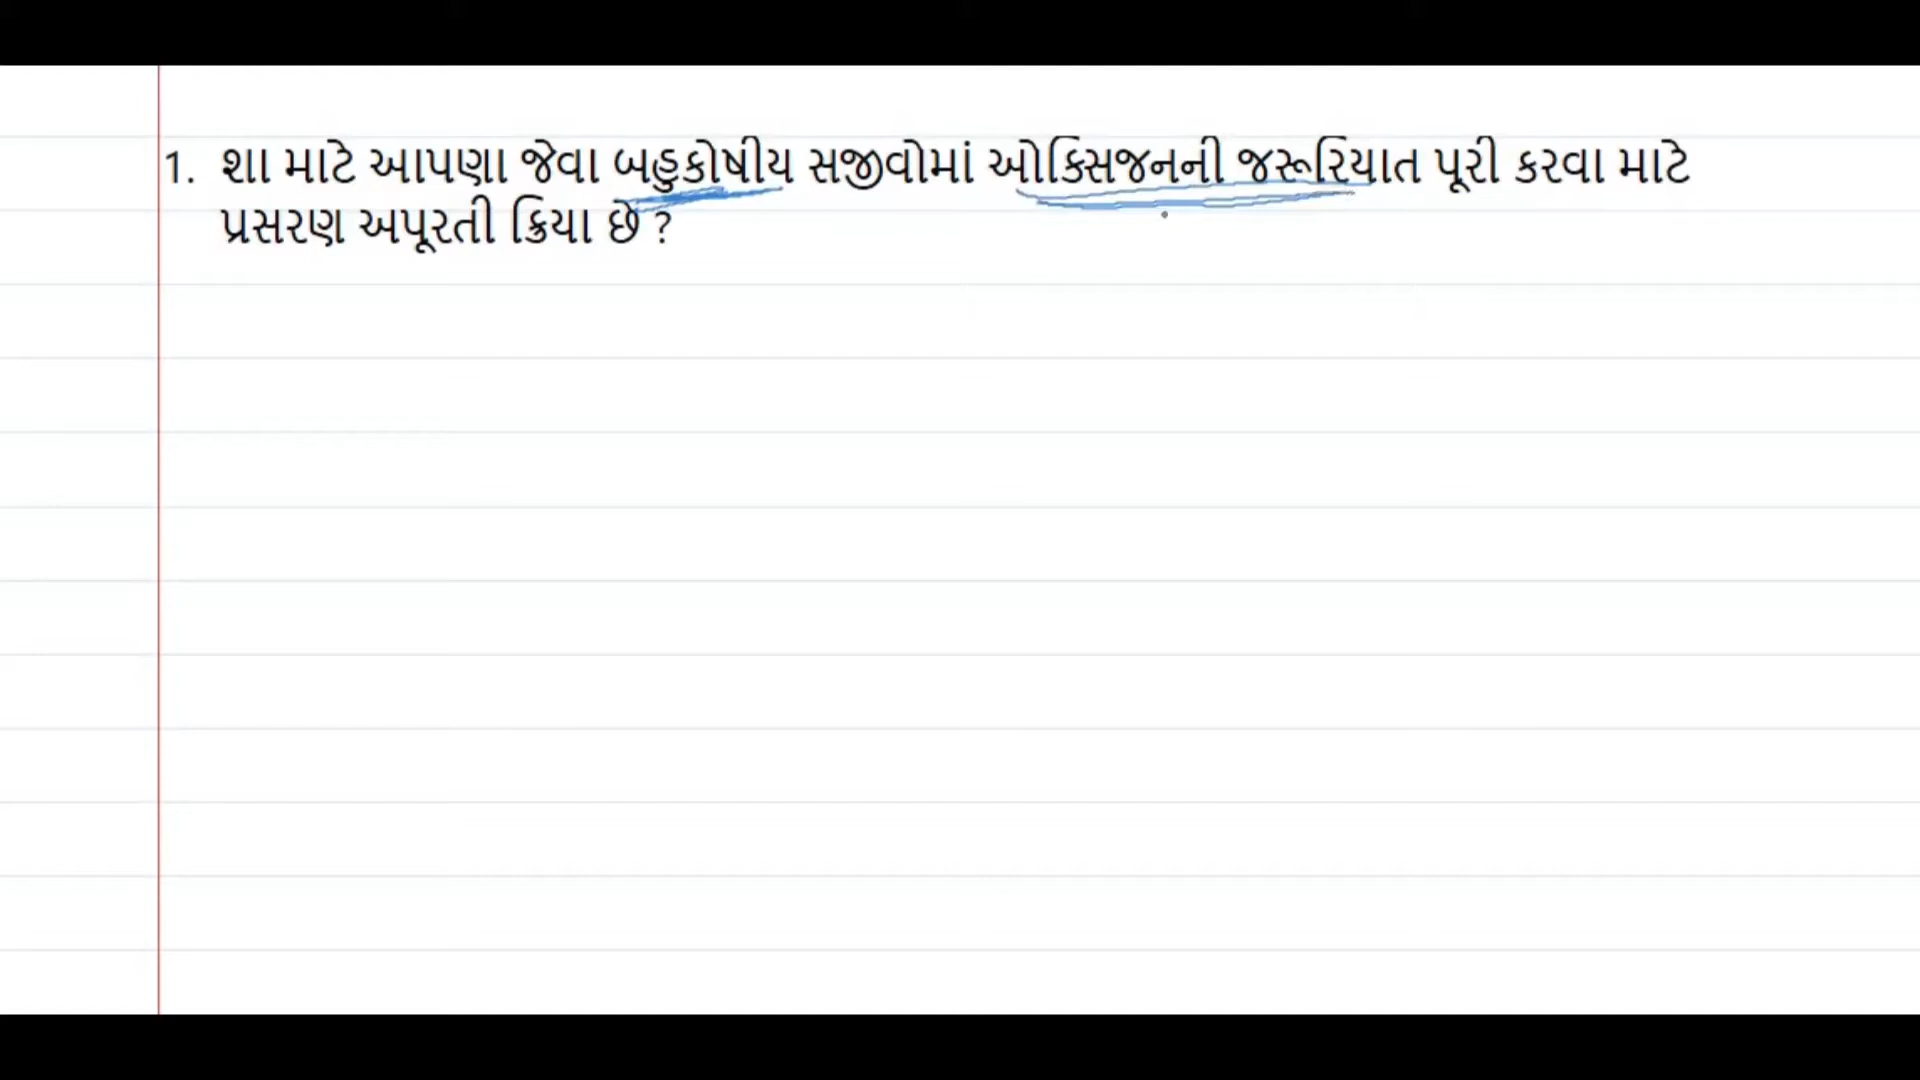 1. શા માટે આપણા જેવા બહુકોષીય સજીવોમાં ઓક્સિજનની જરૂરિયાત પૂરી કરવા માટે
પ્રસરણ અપૂરતી ક્રિયા છે ?